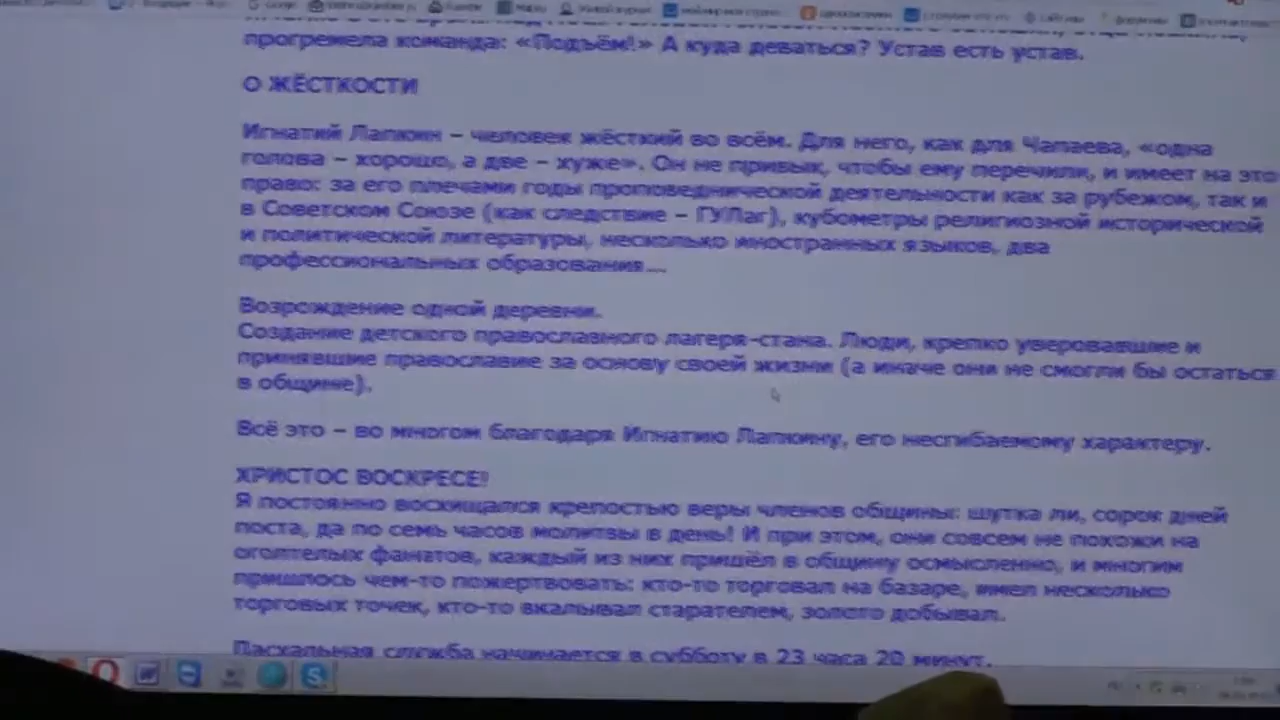 прогремела команда: «Подъём!» А куда деваться? Устав есть устав.
О ЖЁСТКОСТИ
Игнатий Лапкин – человек жёсткий во всём. Для него, как для Чапаева, «одна
голова – хорошо, а две – хуже». Он не привык, чтобы ему перечили, и имеет на это
право: за его плечами годы проповеднической деятельности как за рубежом, так и
в Советском Союзе (как следствие – ГУЛаг), кубометры религиозной исторической
и политической литературы, несколько иностранных языков, два
профессиональных образования....
Возрождение одной деревни.
Создание детского православного лагеря-стана. Люди, крепко уверовавшие и
принявшие православие за основу своей жизни (а иначе они не смогли бы остаться
в общине).
Всё это – во многом благодаря Игнатию Лапкину, его несгибаемому характеру.
ХРИСТОС ВОСКРЕСЕ!
Я постоянно восхищался крепостью веры членов общины: шутка ли, сорок дней
поста, да по семь часов молитвы в день! И при этом, они совсем не похожи на
оголтелых фанатов, каждый из них пришёл в общину осмысленно, и многим
пришлось чем-то пожертвовать: кто-то торговал на базаре, имел несколько
торговых точек, кто-то вкалывал старателем, золото добывал.
Пасхальная служба начинается в субботу в 23 часа 20 минут.